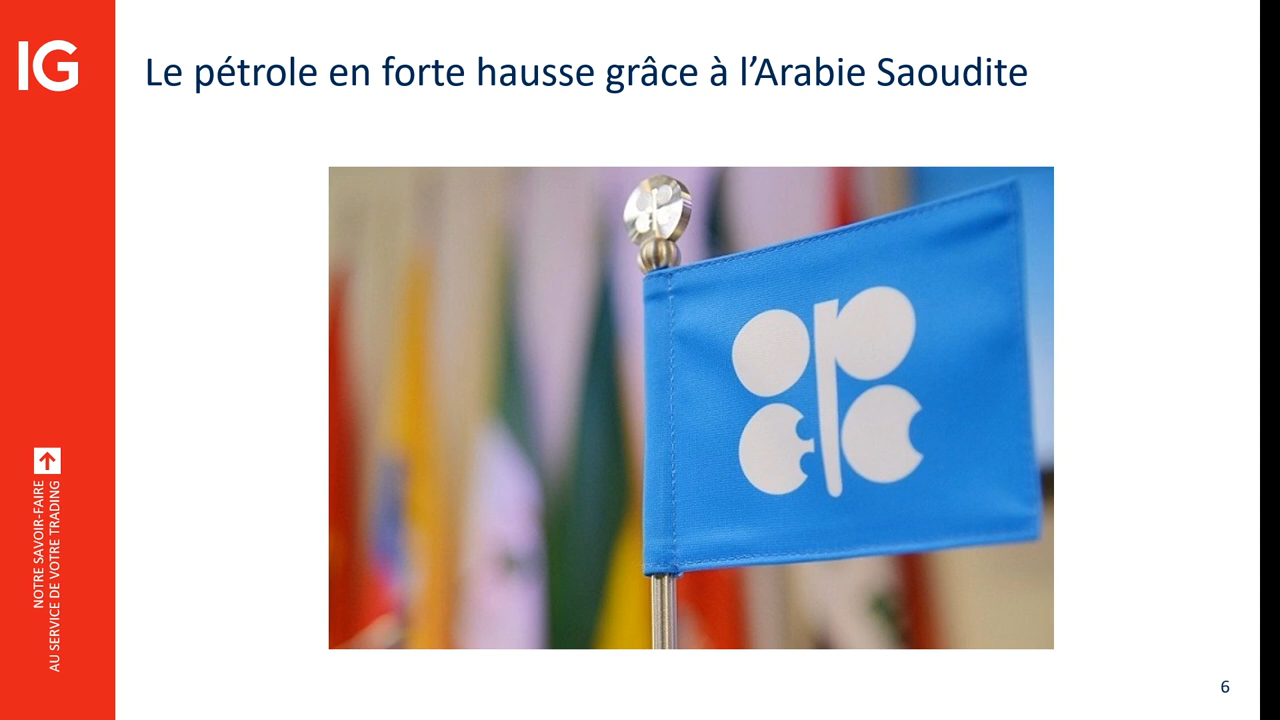 IG
Le pétrole en forte hausse grâce à l’Arabie Saoudite
NOTRE SAVOIR-FAIRE
AU SERVICE DE VOTRE TRADING
6